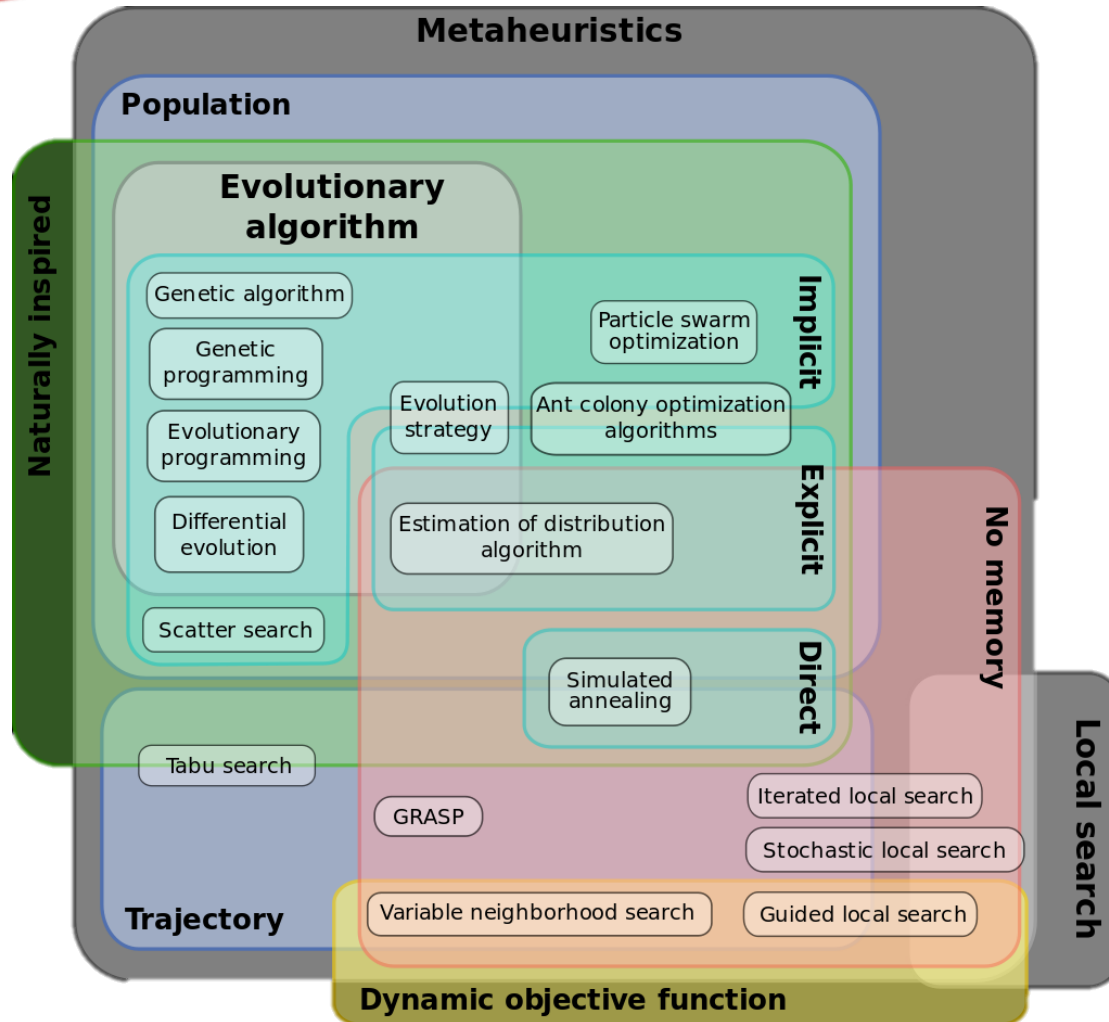 Metaheuristics
Population
Naturally inspired
Evolutionary
algorithm
Implicit
Genetic algorithm
Particle swarm
optimization
Genetic
programming
Evolution
strategy
Ant colony optimization
algorithms
Evolutionary
programming
Explicit
No memory
Differential
evolution
Estimation of distribution
algorithm
Scatter search
Direct
Simulated
annealing
Local search
Tabu search
GRASP
Iterated local search
Stochastic local search
Trajectory
Variable neighborhood search
Guided local search
Dynamic objective function